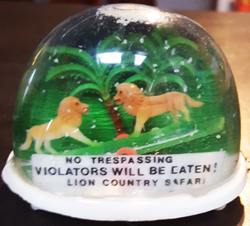 NO TRESPASSING
VIOLATORS WILL BE EATEN!
LION COUNTRY SAFARI